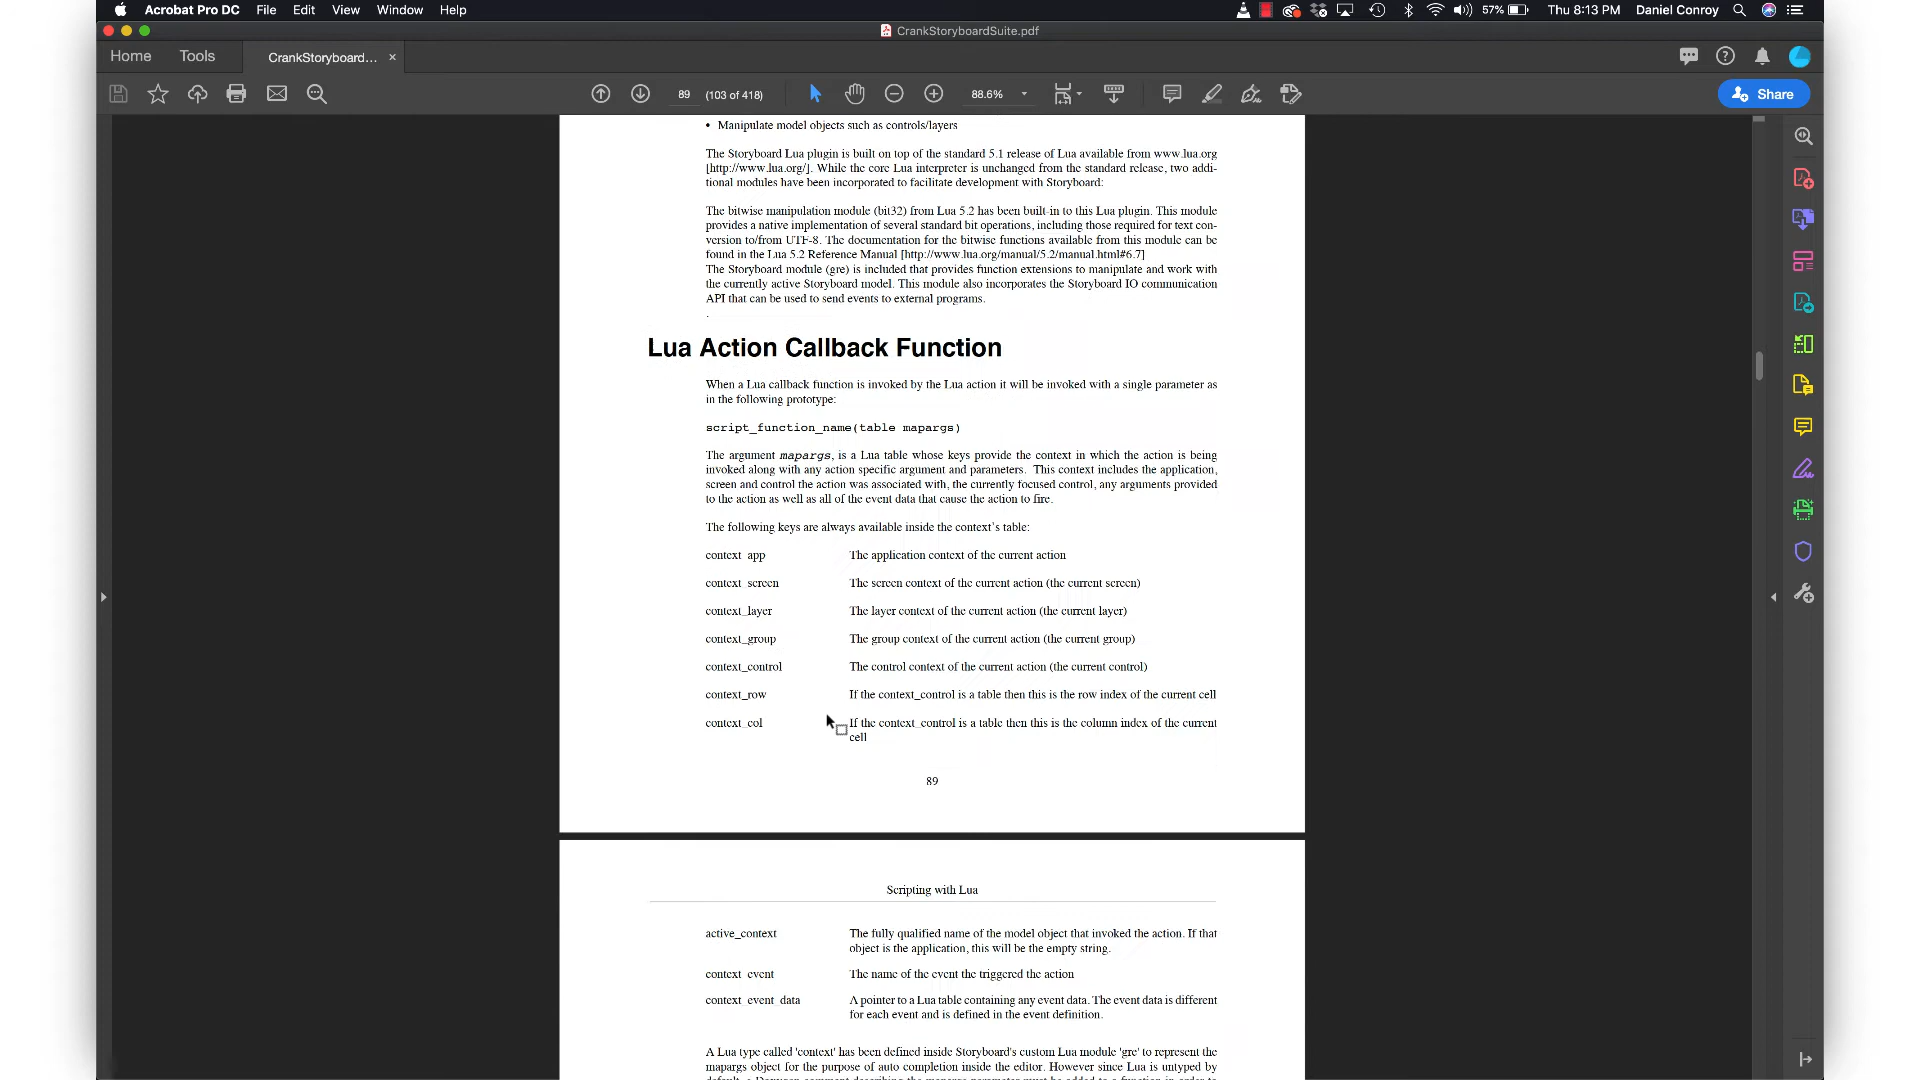 Acrobat Pro DC File Edit View Window Help
57% Thu 8:13 PM Daniel Conroy
CrankStoryboardSuite.pdf
Home Tools CrankStoryboard... ×
89 (103 of 418) 88.6% Share
• Manipulate model objects such as controls/layers
The Storyboard Lua plugin is built on top of the standard 5.1 release of Lua available from www.lua.org
[http://www.lua.org/]. While the core Lua interpreter is unchanged from the standard release, two addi-
tional modules have been incorporated to facilitate development with Storyboard:
The bitwise manipulation module (bit32) from Lua 5.2 has been built-in to this Lua plugin. This module
provides a native implementation of several standard bit operations, including those required for text con-
version to/from UTF-8. The documentation for the bitwise functions available from this module can be
found in the Lua 5.2 Reference Manual [http://www.lua.org/manual/5.2/manual.html#6.7]
The Storyboard module (gre) is included that provides function extensions to manipulate and work with
the currently active Storyboard model. This module also incorporates the Storyboard IO communication
API that can be used to send events to external programs.
.
Lua Action Callback Function
When a Lua callback function is invoked by the Lua action it will be invoked with a single parameter as
in the following prototype:
script_function_name(table mapargs)
The argument mapargs, is a Lua table whose keys provide the context in which the action is being
invoked along with any action specific argument and parameters. This context includes the application,
screen and control the action was associated with, the currently focused control, any arguments provided
to the action as well as all of the event data that cause the action to fire.
The following keys are always available inside the context's table:
context_app The application context of the current action
context_screen The screen context of the current action (the current screen)
context_layer The layer context of the current action (the current layer)
context_group The group context of the current action (the current group)
context_control The control context of the current action (the current control)
context_row If the context_control is a table then this is the row index of the current cell
context_col If the context_control is a table then this is the column index of the current
cell
89
Scripting with Lua
active_context The fully qualified name of the model object that invoked the action. If that
object is the application, this will be the empty string.
context_event The name of the event the triggered the action
context_event_data A pointer to a Lua table containing any event data. The event data is different
for each event and is defined in the event definition.
A Lua type called 'context' has been defined inside Storyboard's custom Lua module 'gre' to represent the
mapargs object for the purpose of auto completion inside the editor. However since Lua is untyped by